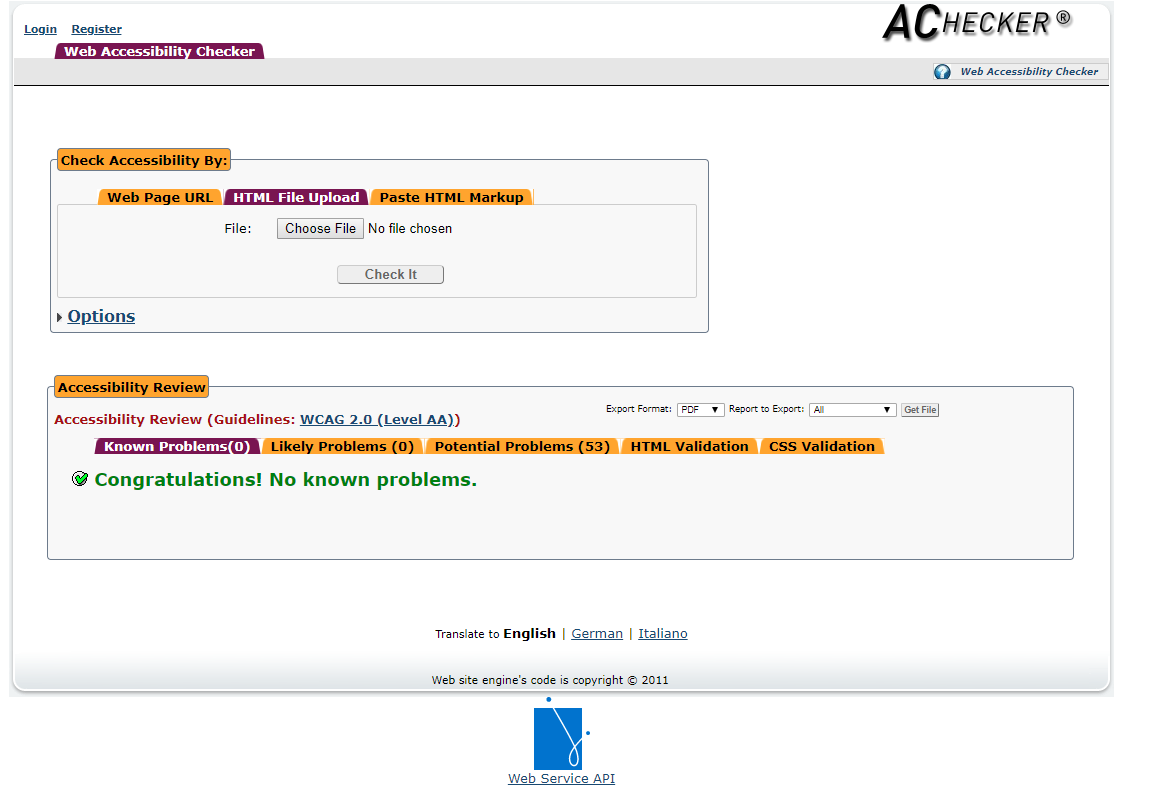 Login Register
ACHECKER ®
Web Accessibility Checker
Web Accessibility Checker
Check Accessibility By:
Web Page URL HTML File Upload Paste HTML Markup
File: Choose File No file chosen
Check It
Options
Accessibility Review
Export Format: PDF Report to Export: All Get File
Accessibility Review (Guidelines: WCAG 2.0 (Level AA))
Known Problems(0) Likely Problems (0) Potential Problems (53) HTML Validation CSS Validation
Congratulations! No known problems.
Translate to English | German | Italiano
Web site engine's code is copyright © 2011
Web Service API